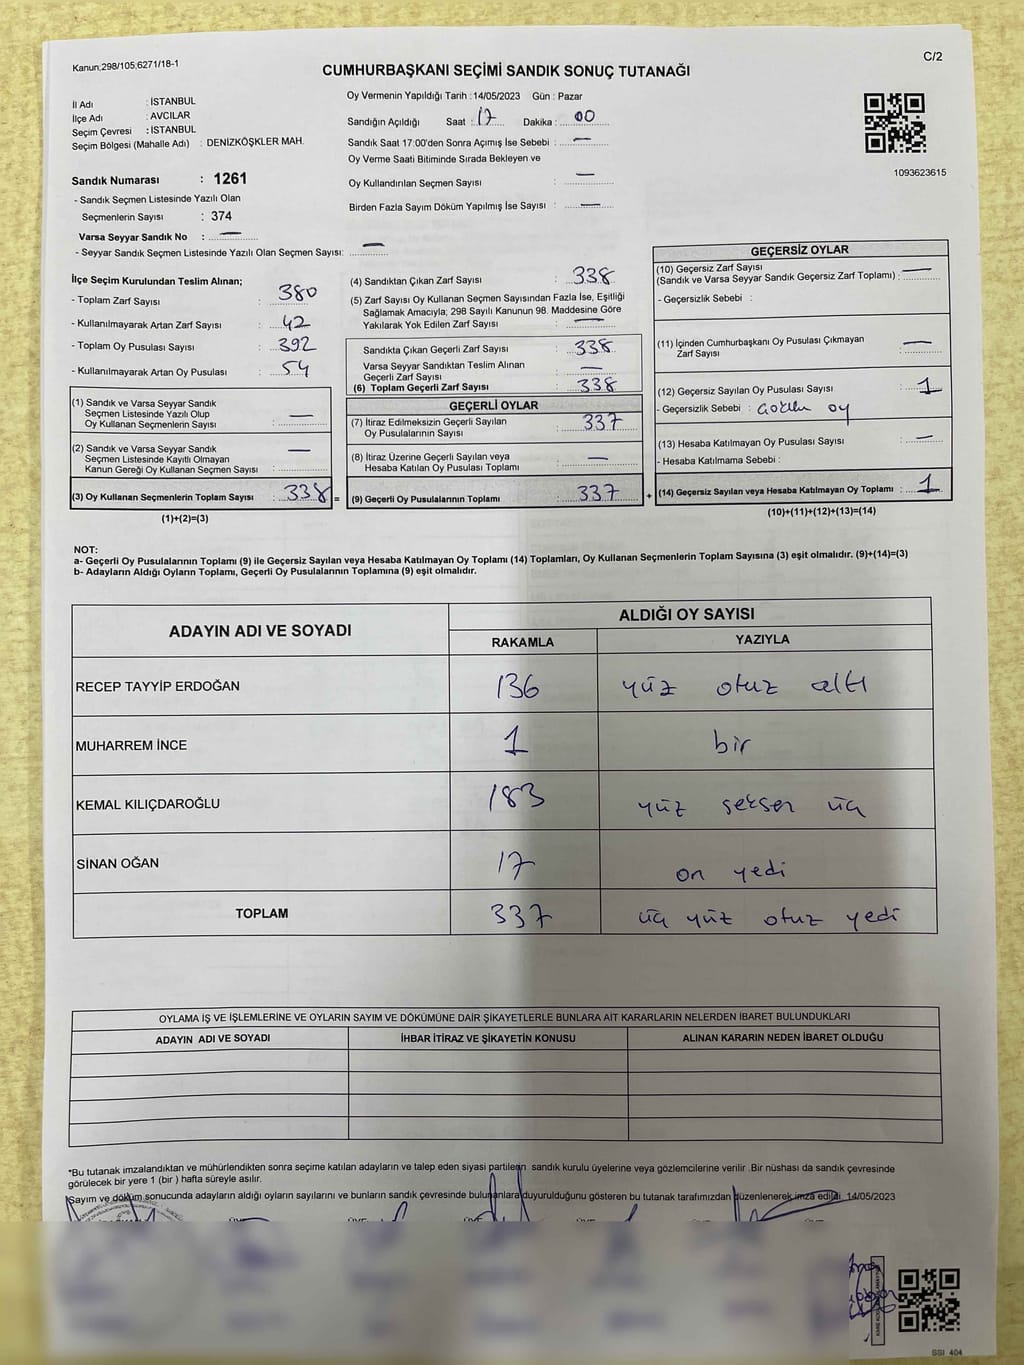 Kanun;298/105;6271/18-1
C/2
CUMHURBAŞKANI SEÇİMİ SANDIK SONUÇ TUTANAĞI
İl Adı : İSTANBUL
İlçe Adı : AVCILAR
Seçim Çevresi : İSTANBUL
Seçim Bölgesi (Mahalle Adı) : DENİZKÖŞKLER MAH.
Sandık Numarası : 1261
- Sandık Seçmen Listesinde Yazılı Olan
Seçmenlerin Sayısı : 374
Varsa Seyyar Sandık No : —
- Seyyar Sandık Seçmen Listesinde Yazılı Olan Seçmen Sayısı: —
Oy Vermenin Yapıldığı Tarih : 14/05/2023 Gün : Pazar
Sandığın Açıldığı Saat : 17 Dakika : 00
Sandık Saat 17:00'den Sonra Açımış İse Sebebi : —
Oy Verme Saati Bitiminde Sırada Bekleyen ve
Oy Kullandırılan Seçmen Sayısı : —
Birden Fazla Sayım Döküm Yapılmış İse Sayısı : —
1093623615
İlçe Seçim Kurulundan Teslim Alınan;
- Toplam Zarf Sayısı : 380
- Kullanılmayarak Artan Zarf Sayısı : 42
- Toplam Oy Pusulası Sayısı : 392
- Kullanılmayarak Artan Oy Pusulası : 54
(1) Sandık ve Varsa Seyyar Sandık
Seçmen Listesinde Yazılı Olup
Oy Kullanan Seçmenlerin Sayısı : —
(2) Sandık ve Varsa Seyyar Sandık
Seçmen Listesinde Kayıtlı Olmayan
Kanun Gereği Oy Kullanan Seçmen Sayısı : —
(3) Oy Kullanan Seçmenlerin Toplam Sayısı : 338 =
(1)+(2)=(3)
(4) Sandıktan Çıkan Zarf Sayısı : 338
(5) Zarf Sayısı Oy Kullanan Seçmen Sayısından Fazla İse, Eşitliği
Sağlamak Amacıyla; 298 Sayılı Kanunun 98. Maddesine Göre
Yakılarak Yok Edilen Zarf Sayısı : —
Sandıkta Çıkan Geçerli Zarf Sayısı : 338
Varsa Seyyar Sandıktan Teslim Alınan
Geçerli Zarf Sayısı : —
(6) Toplam Geçerli Zarf Sayısı : 338
GEÇERLİ OYLAR
(7) İtiraz Edilmeksizin Geçerli Sayılan
Oy Pusulalarının Sayısı : 337
(8) İtiraz Üzerine Geçerli Sayılan veya
Hesaba Katılan Oy Pusulası Toplamı : —
(9) Geçerli Oy Pusulalarının Toplamı : 337 +
GEÇERSİZ OYLAR
(10) Geçersiz Zarf Sayısı
(Sandık ve Varsa Seyyar Sandık Geçersiz Zarf Toplamı) : —
- Geçersizlik Sebebi :
(11) İçinden Cumhurbaşkanı Oy Pusulası Çıkmayan
Zarf Sayısı : —
(12) Geçersiz Sayılan Oy Pusulası Sayısı : 1
- Geçersizlik Sebebi : oy
(13) Hesaba Katılmayan Oy Pusulası Sayısı : —
- Hesaba Katılmama Sebebi :
(14) Geçersiz Sayılan veya Hesaba Katılmayan Oy Toplamı : 1
(10)+(11)+(12)+(13)=(14)
NOT:
a- Geçerli Oy Pusulalarının Toplamı (9) ile Geçersiz Sayılan veya Hesaba Katılmayan Oy Toplamı (14) Toplamları, Oy Kullanan Seçmenlerin Toplam Sayısına (3) eşit olmalıdır. (9)+(14)=(3)
b- Adayların Aldığı Oyların Toplamı, Geçerli Oy Pusulalarının Toplamına (9) eşit olmalıdır.
ADAYIN ADI VE SOYADI ALDIĞI OY SAYISI
RAKAMLA YAZIYLA
RECEP TAYYİP ERDOĞAN 136 yüz otuz altı
MUHARREM İNCE 1 bir
KEMAL KILIÇDAROĞLU 183 yüz seksen üç
SİNAN OĞAN 17 on yedi
TOPLAM 337 üç yüz otuz yedi
OYLAMA İŞ VE İŞLEMLERİNE VE OYLARIN SAYIM VE DÖKÜMÜNE DAİR ŞİKAYETLERLE BUNLARA AİT KARARLARIN NELERDEN İBARET BULUNDUKLARI
ADAYIN ADI VE SOYADI İHBAR İTİRAZ VE ŞİKAYETİN KONUSU ALINAN KARARIN NEDEN İBARET OLDUĞU
*Bu tutanak imzalandıktan ve mühürlendikten sonra seçime katılan adayların ve talep eden siyasi partilerin sandık kurulu üyelerine veya gözlemcilerine verilir .Bir nüshası da sandık çevresinde
görülecek bir yere 1 (bir ) hafta süreyle asılır.
Sayım ve döküm sonucunda adayların aldığı oyların sayılarını ve bunların sandık çevresinde bulunanlara duyurulduğunu gösteren bu tutanak tarafımızdan düzenlenerek imza edildi. 14/05/2023
SSI 404